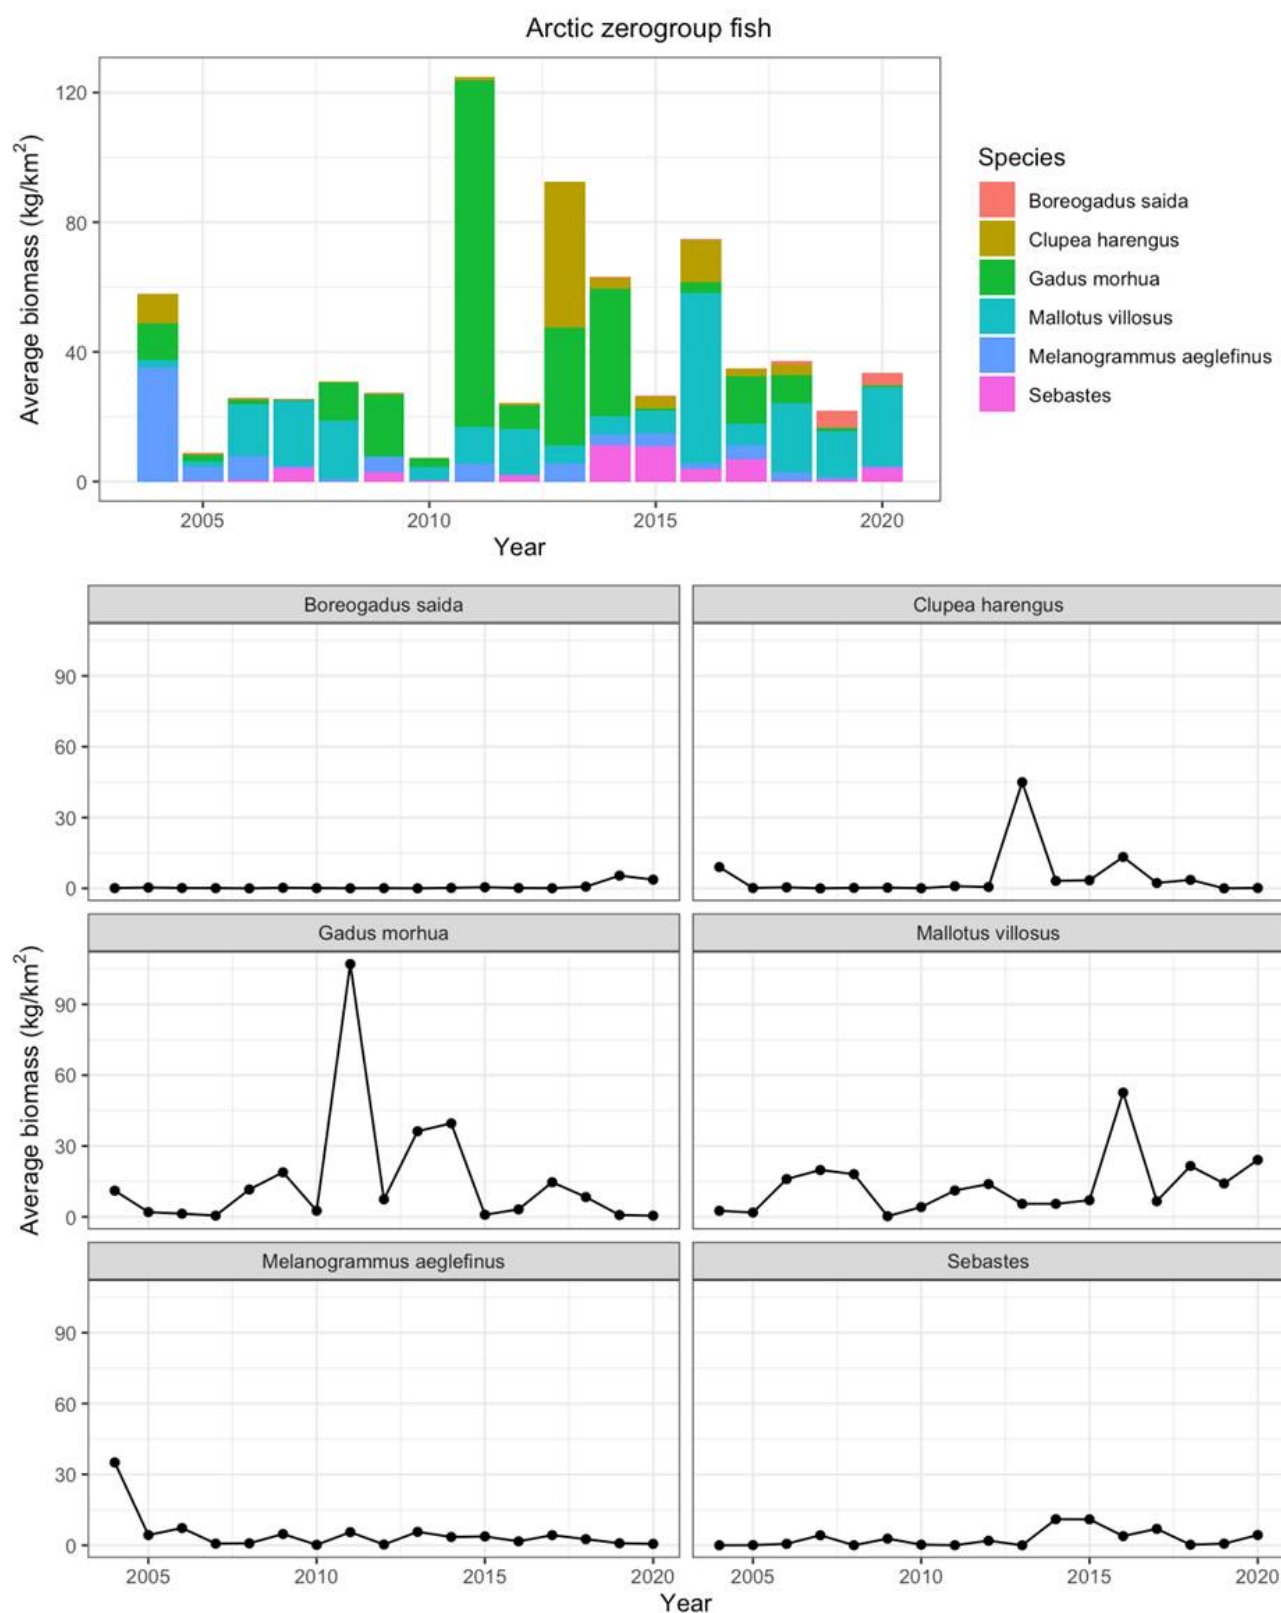 Arctic zerogroup fish
Average biomass (kg/km²)
120
80
40
0
2005
2010
2015
2020
Year
Species
Boreogadus saida
Clupea harengus
Gadus morhua
Mallotus villosus
Melanogrammus aeglefinus
Sebastes
Boreogadus saida
Clupea harengus
90
60
30
0
Gadus morhua
Mallotus villosus
Average biomass (kg/km²)
90
60
30
0
Melanogrammus aeglefinus
Sebastes
90
60
30
0
2005
2010
2015
2020
2005
2010
2015
2020
Year